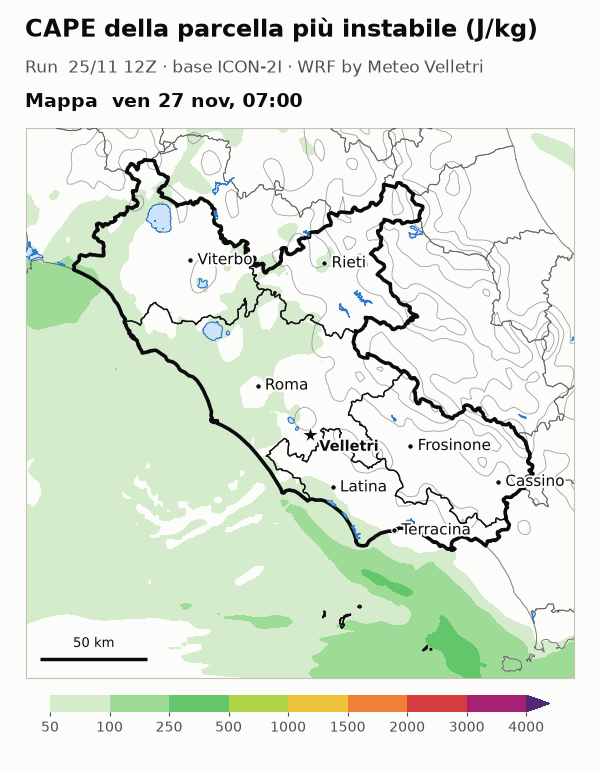 CAPE della parcella più instabile (J/kg)
Run  25/11 12Z · base ICON-2I · WRF by Meteo Velletri
Mappa  ven 27 nov, 07:00
Viterbo
Rieti
Roma
Velletri
Frosinone
Latina
Cassino
Terracina
50 km
50 100 250 500 1000 1500 2000 3000 4000